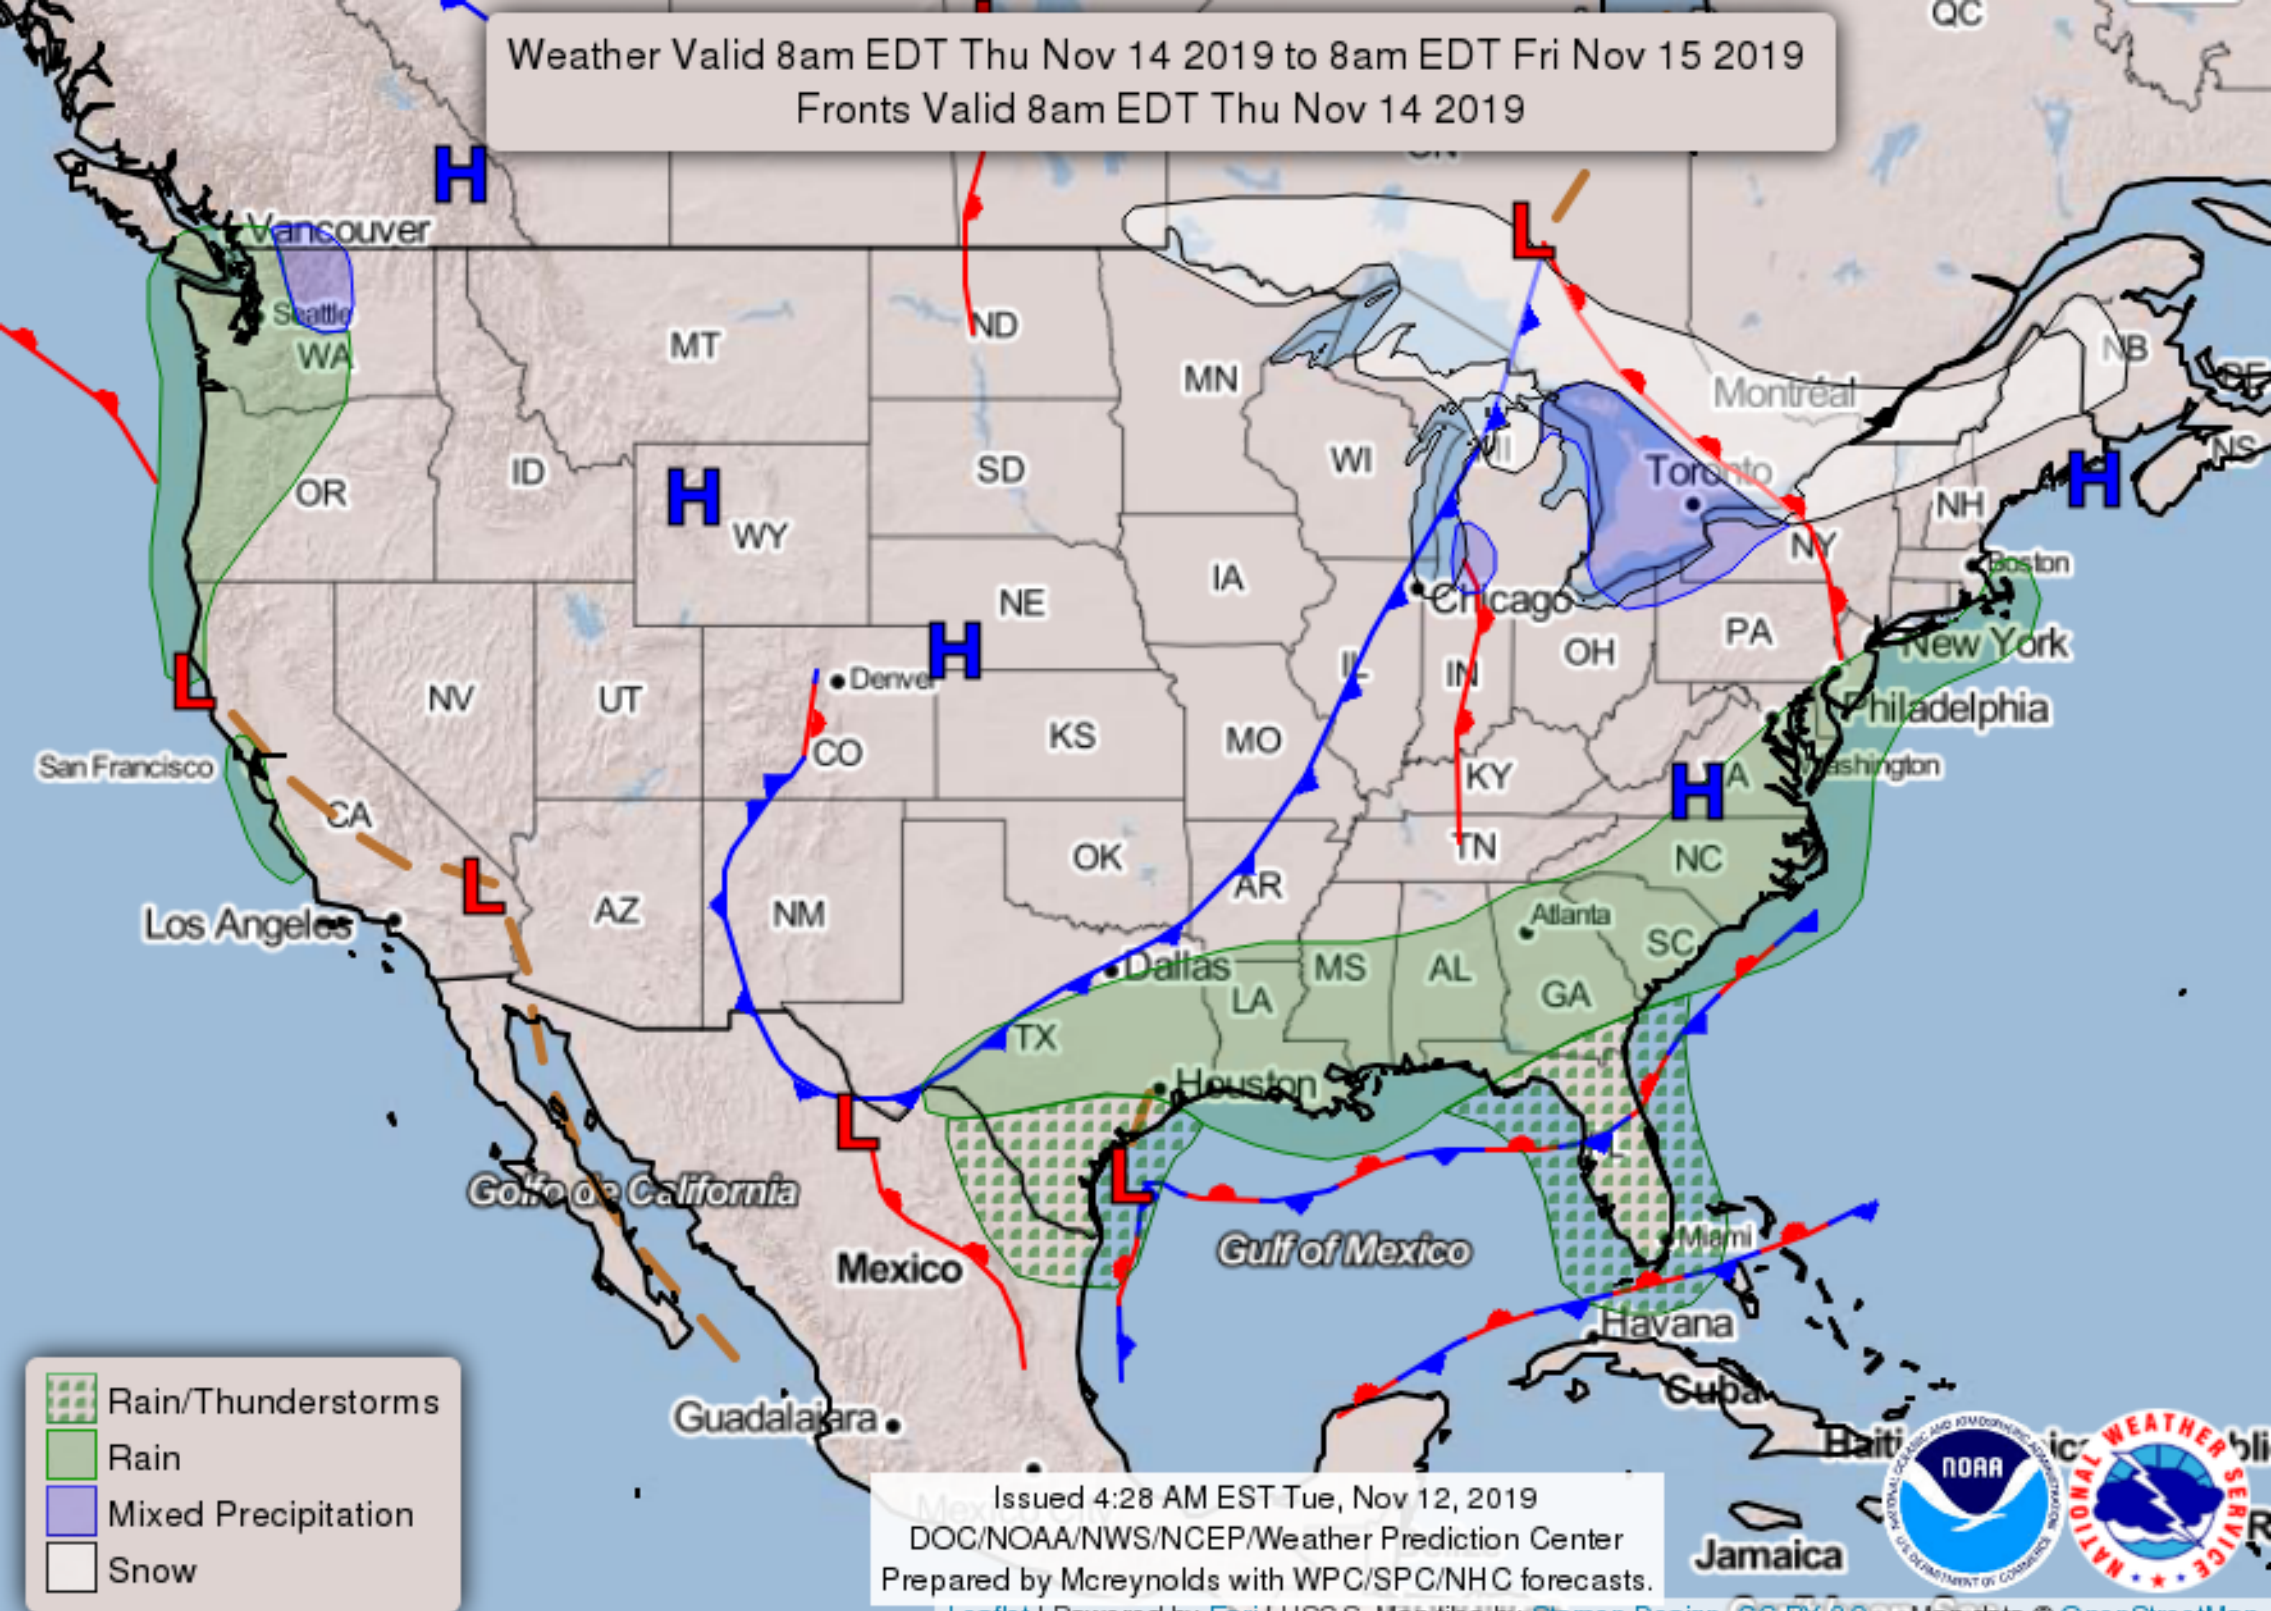 QC
Weather Valid 8am EDT Thu Nov 14 2019 to 8am EDT Fri Nov 15 2019
Fronts Valid 8am EDT Thu Nov 14 2019
H
L
Vancouver
Seattle
WA
MT
ND
MN
NB
Montréal
NS
H
OR
ID
H
WY
SD
WI
MI
Toronto
NH
NY
Boston
IA
NE
Chicago
PA
New York
H
Denver
IL
IN
OH
L
NV
UT
CO
KS
MO
KY
Philadelphia
San Francisco
H
CA
OK
TN
NC
L
AZ
NM
AR
Atlanta
SC
Los Angeles
Dallas
MS
AL
GA
LA
TX
Houston
L
L
Golfo de California
Mexico
Gulf of Mexico
Miami
Havana
Cuba
Guadalajara
Haiti
Rain/Thunderstorms
Rain
Mixed Precipitation
Snow
Mexico City
Issued 4:28 AM EST Tue, Nov 12, 2019
DOC/NOAA/NWS/NCEP/Weather Prediction Center
Prepared by Mcreynolds with WPC/SPC/NHC forecasts.
Jamaica
NOAA
NATIONAL WEATHER SERVICE